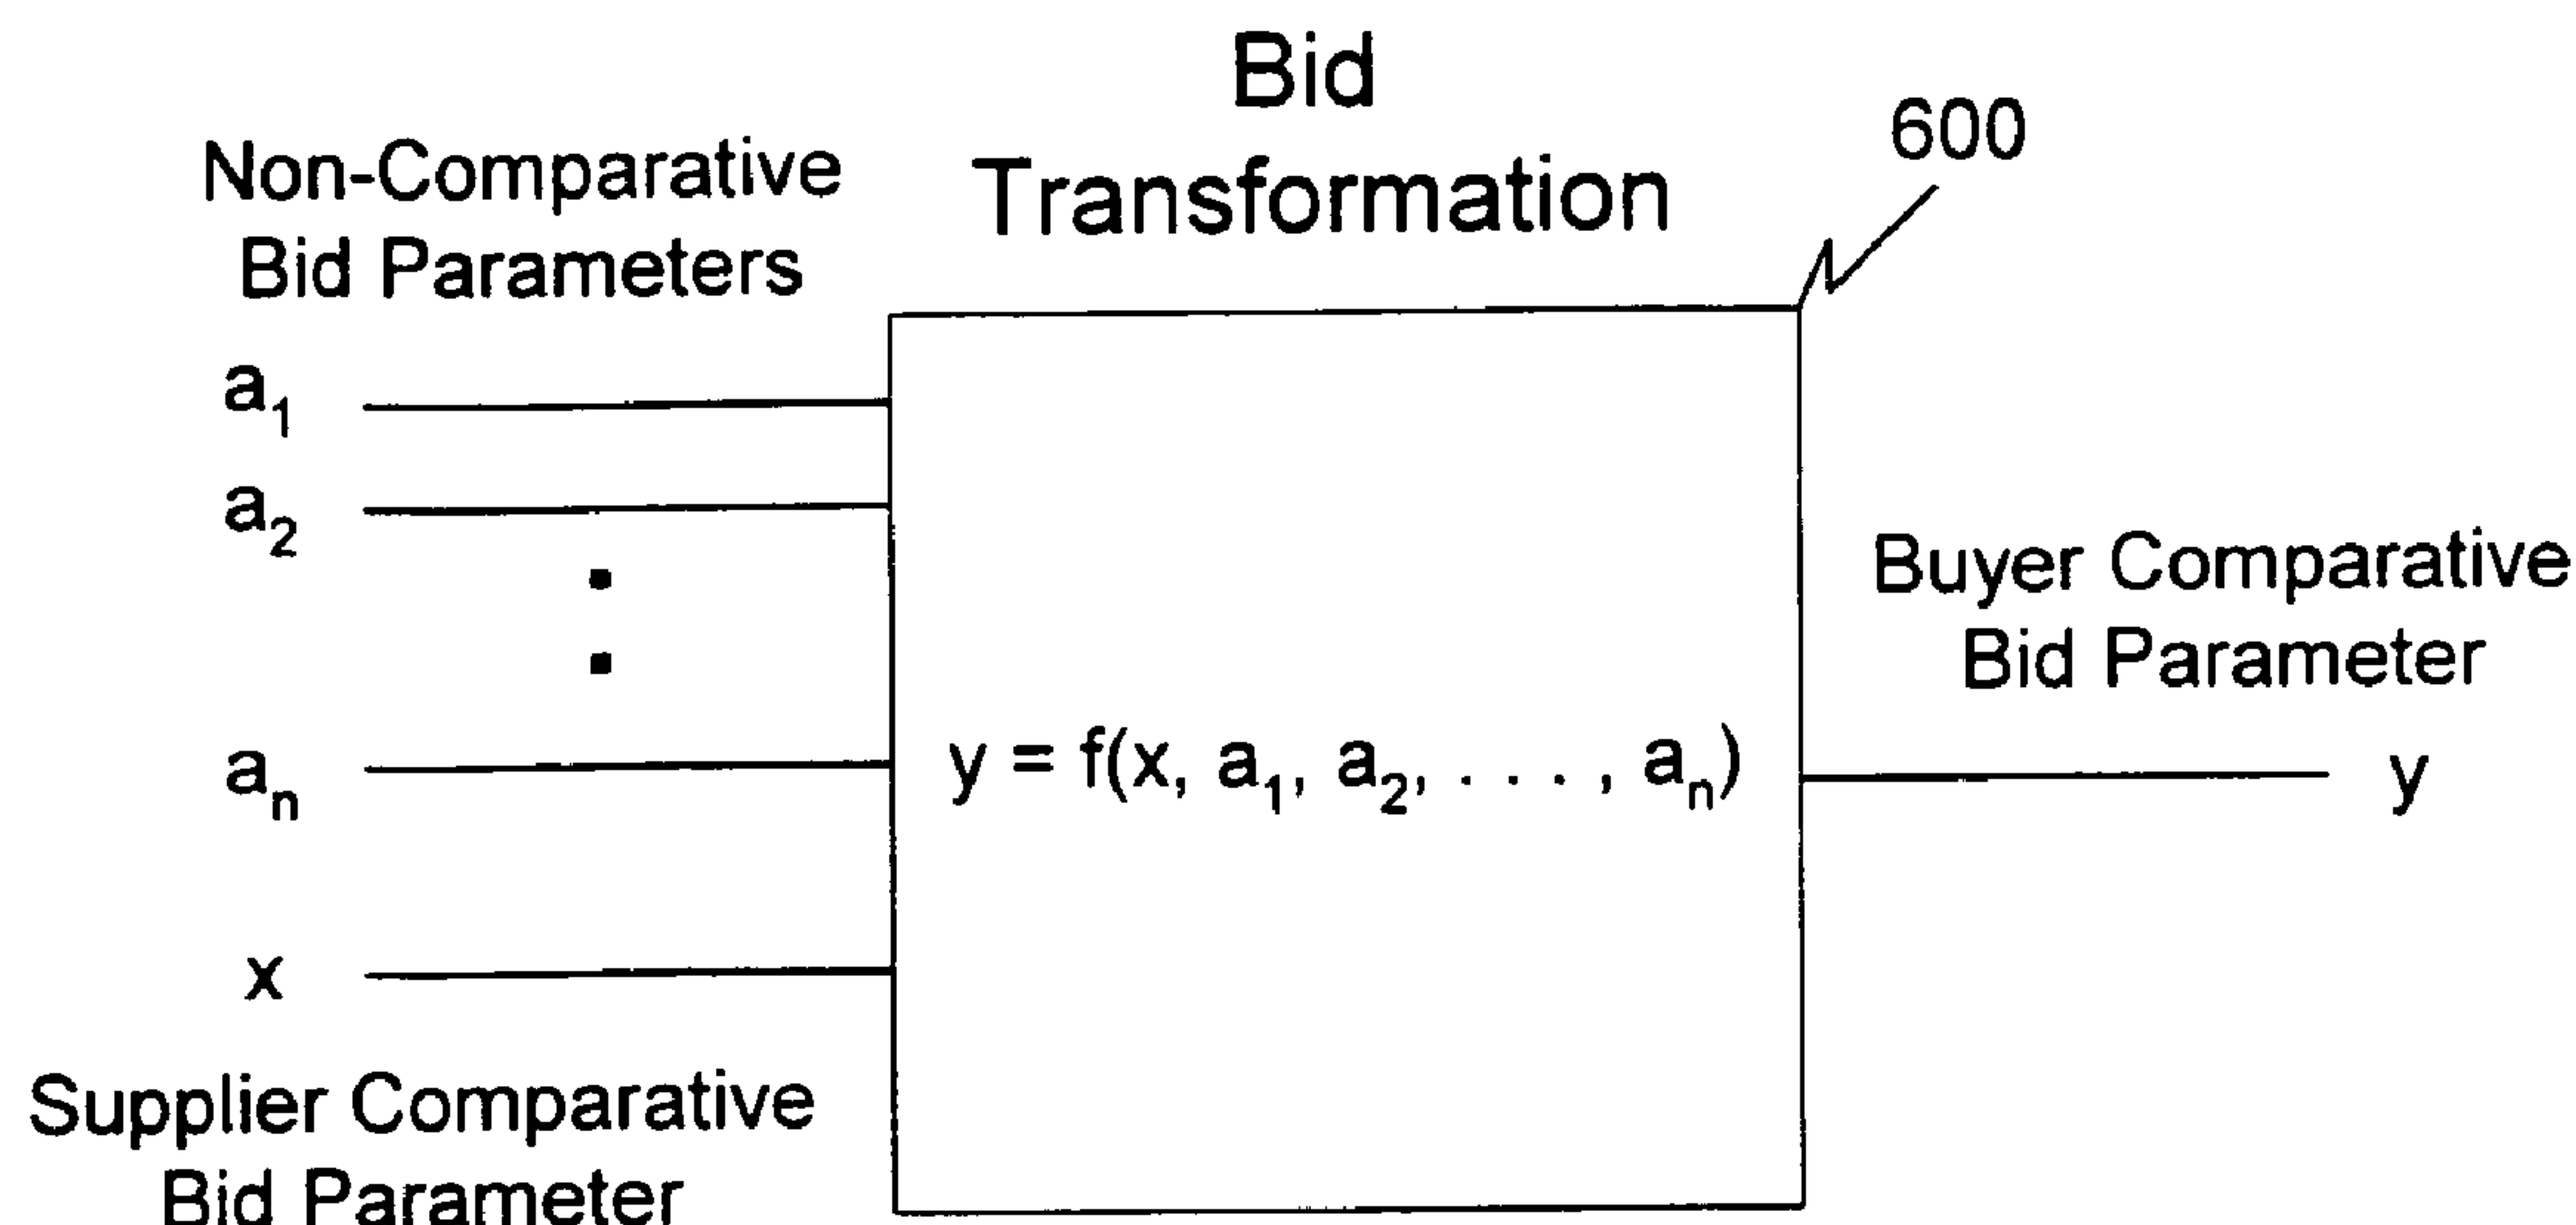 Bid
Transformation
600
Non-Comparative
Bid Parameters
a₁
a₂
aₙ
x
Supplier Comparative
Bid Parameter
y = f(x, a₁, a₂, . . . , aₙ)
Buyer Comparative
Bid Parameter
y